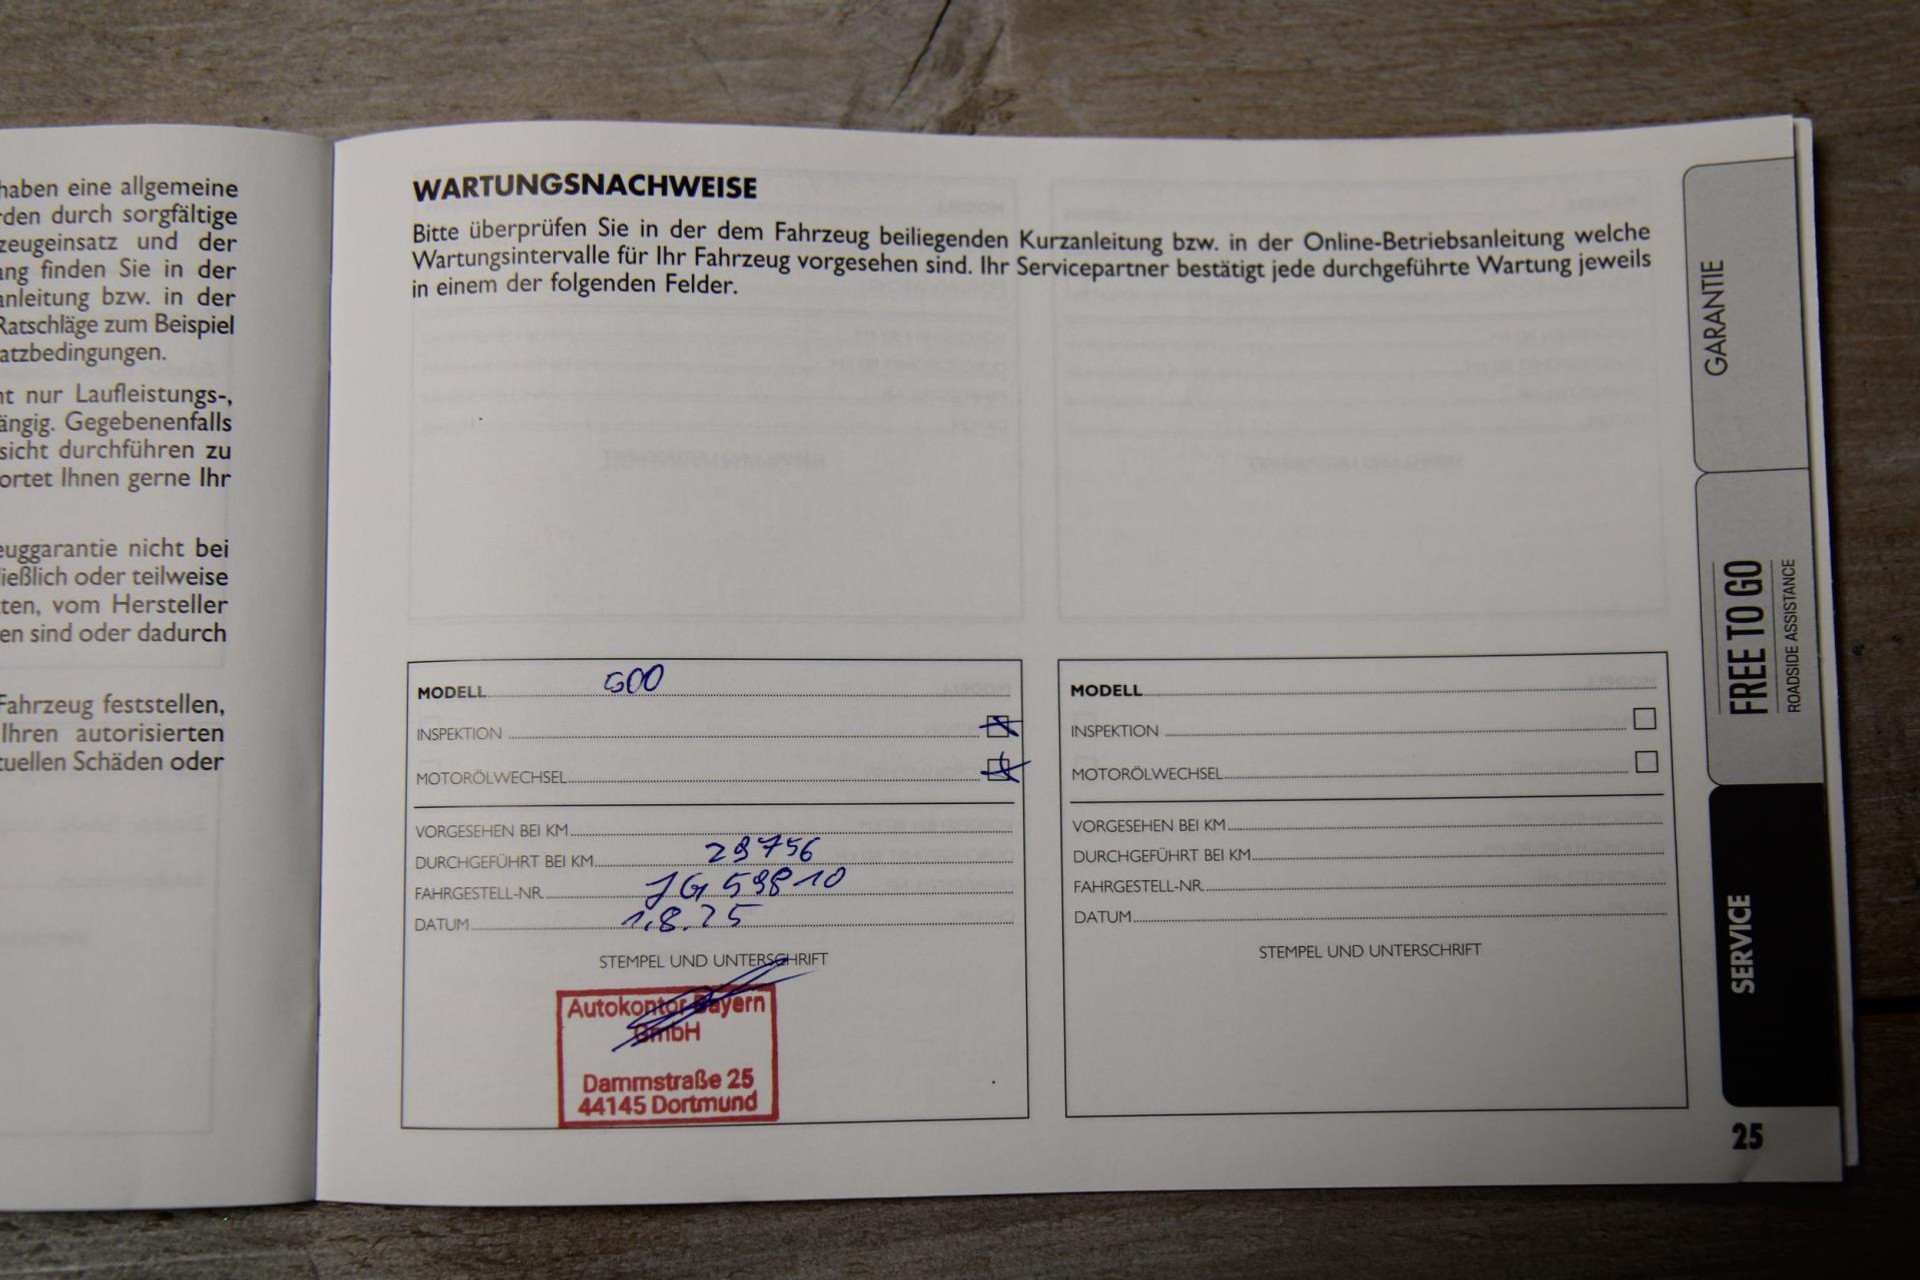 haben eine allgemeine
rden durch sorgfältige
zeugeinsatz und der
ang finden Sie in der
anleitung bzw. in der
Ratschläge zum Beispiel
atzbedingungen.
nt nur Laufleistungs-,
ängig. Gegebenenfalls
sicht durchführen zu
ortet Ihnen gerne Ihr
euggarantie nicht bei
ließlich oder teilweise
ten, vom Hersteller
en sind oder dadurch
Fahrzeug feststellen,
Ihren autorisierten
tuellen Schäden oder
WARTUNGSNACHWEISE
Bitte überprüfen Sie in der dem Fahrzeug beiliegenden Kurzanleitung bzw. in der Online-Betriebsanleitung welche
Wartungsintervalle für Ihr Fahrzeug vorgesehen sind. Ihr Servicepartner bestätigt jede durchgeführte Wartung jeweils
in einem der folgenden Felder.
MODELL 500
INSPEKTION
MOTORÖLWECHSEL
VORGESEHEN BEI KM
DURCHGEFÜHRT BEI KM 29756
FAHRGESTELL-NR. JG59810
DATUM 1.8.25
STEMPEL UND UNTERSCHRIFT
Autokontor Bayern
GmbH
Dammstraße 25
44145 Dortmund
MODELL
INSPEKTION
MOTORÖLWECHSEL
VORGESEHEN BEI KM
DURCHGEFÜHRT BEI KM
FAHRGESTELL-NR.
DATUM
STEMPEL UND UNTERSCHRIFT
GARANTIE
FREE TO GO
ROADSIDE ASSISTANCE
SERVICE
25